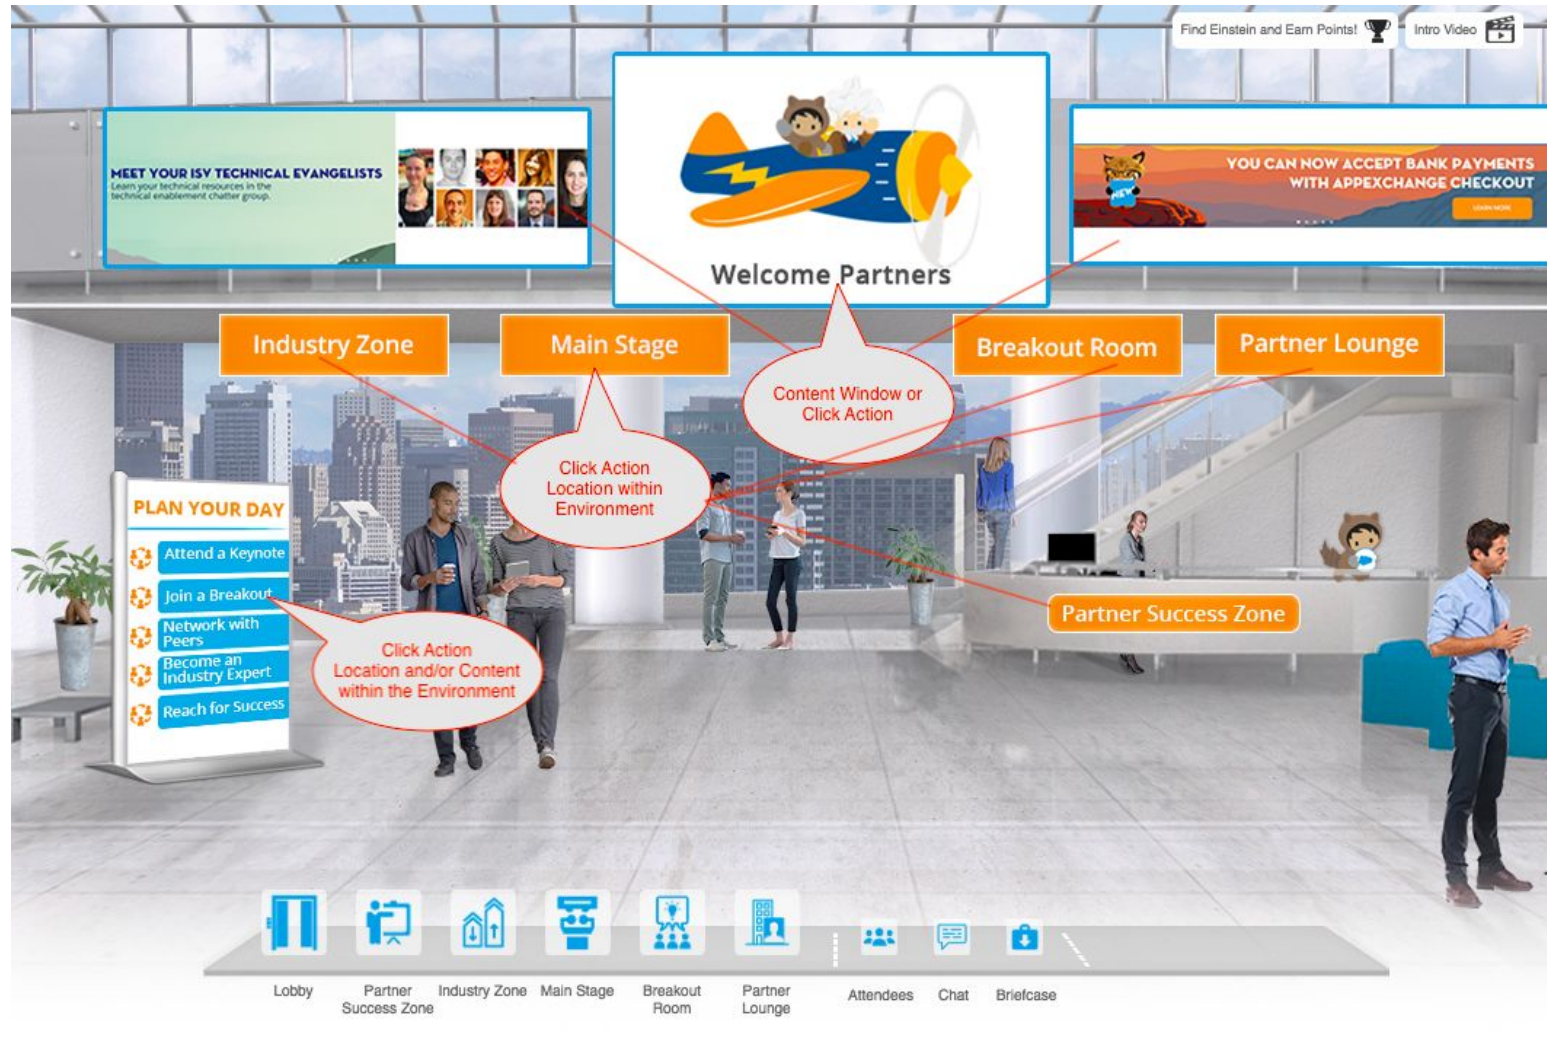 Find Einstein and Earn Points!
Intro Video
MEET YOUR ISV TECHNICAL EVANGELISTS
Learn your technical resources in the
technical enablement chatter group.
Welcome Partners
YOU CAN NOW ACCEPT BANK PAYMENTS
WITH APPEXCHANGE CHECKOUT
NEW
LEARN MORE
Industry Zone
Main Stage
Breakout Room
Partner Lounge
Content Window or
Click Action
Click Action
Location within
Environment
PLAN YOUR DAY
Attend a Keynote
Join a Breakout
Network with
Peers
Become an
Industry Expert
Reach for Success
Click Action
Location and/or Content
within the Environment
Partner Success Zone
Lobby
Partner
Success Zone
Industry Zone
Main Stage
Breakout
Room
Partner
Lounge
Attendees
Chat
Briefcase